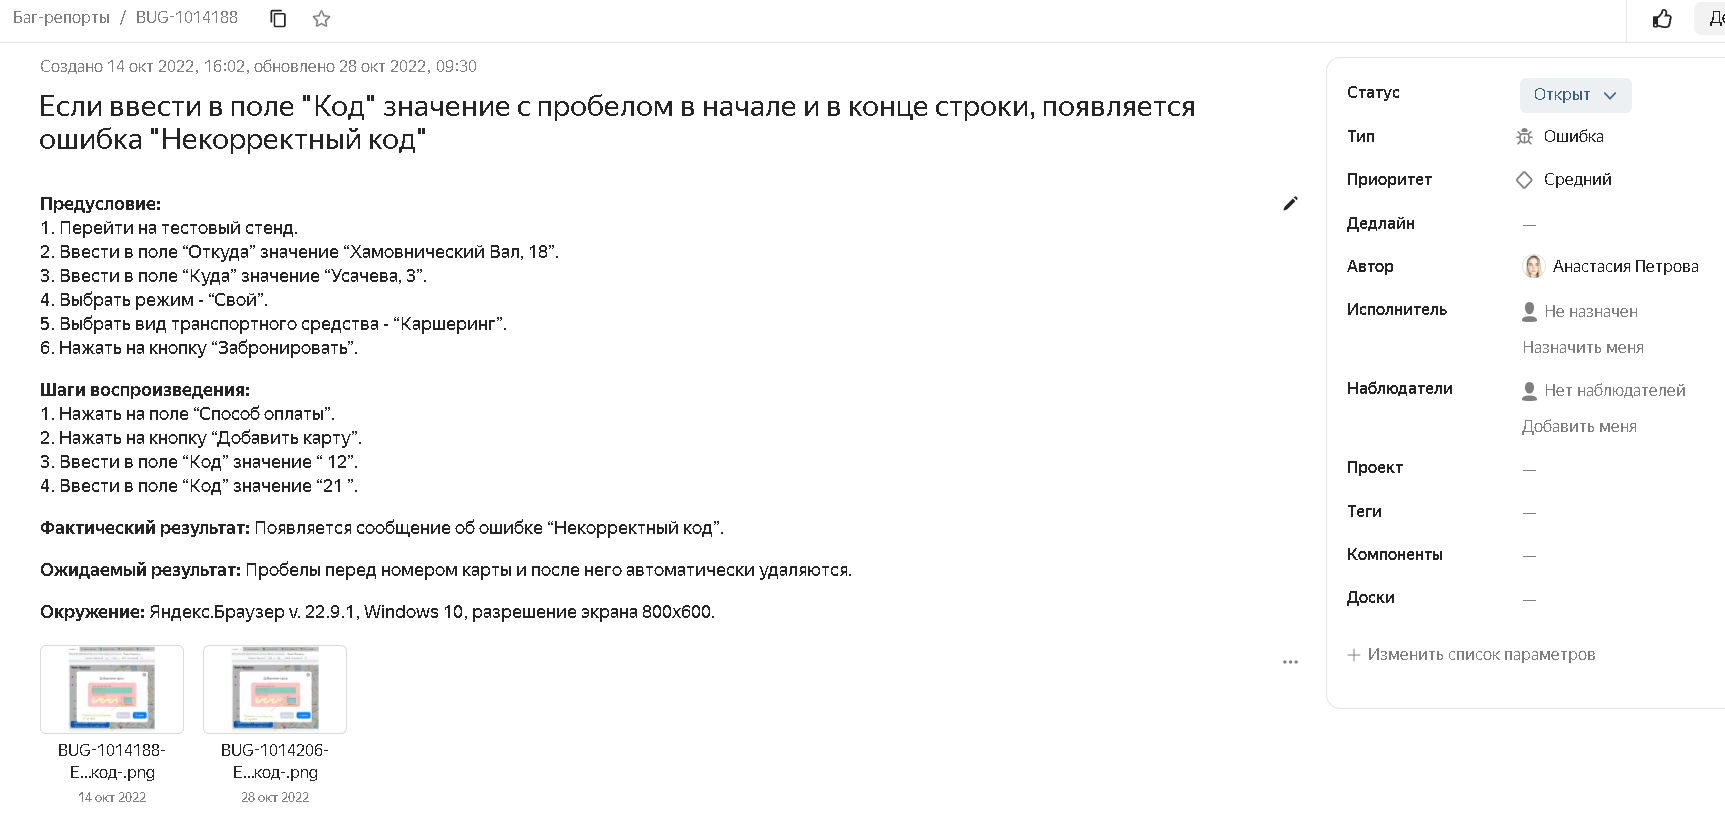 Баг-репорты / BUG-1014188
Создано 14 окт 2022, 16:02, обновлено 28 окт 2022, 09:30
Если ввести в поле "Код" значение с пробелом в начале и в конце строки, появляется
ошибка "Некорректный код"
Предусловие:
1. Перейти на тестовый стенд.
2. Ввести в поле “Откуда” значение “Хамовнический Вал, 18”.
3. Ввести в поле “Куда” значение “Усачева, 3”.
4. Выбрать режим - “Свой”.
5. Выбрать вид транспортного средства - “Каршеринг”.
6. Нажать на кнопку “Забронировать”.
Шаги воспроизведения:
1. Нажать на поле “Способ оплаты”.
2. Нажать на кнопку “Добавить карту”.
3. Ввести в поле “Код” значение “ 12”.
4. Ввести в поле “Код” значение “21 ”.
Фактический результат: Появляется сообщение об ошибке “Некорректный код”.
Ожидаемый результат: Пробелы перед номером карты и после него автоматически удаляются.
Окружение: Яндекс.Браузер v. 22.9.1, Windows 10, разрешение экрана 800x600.
BUG-1014188-
E...код-.png
14 окт 2022
BUG-1014206-
E...код-.png
28 окт 2022
Статус Открыт
Тип Ошибка
Приоритет Средний
Дедлайн —
Автор Анастасия Петрова
Исполнитель Не назначен
Назначить меня
Наблюдатели Нет наблюдателей
Добавить меня
Проект —
Теги —
Компоненты —
Доски —
+ Изменить список параметров